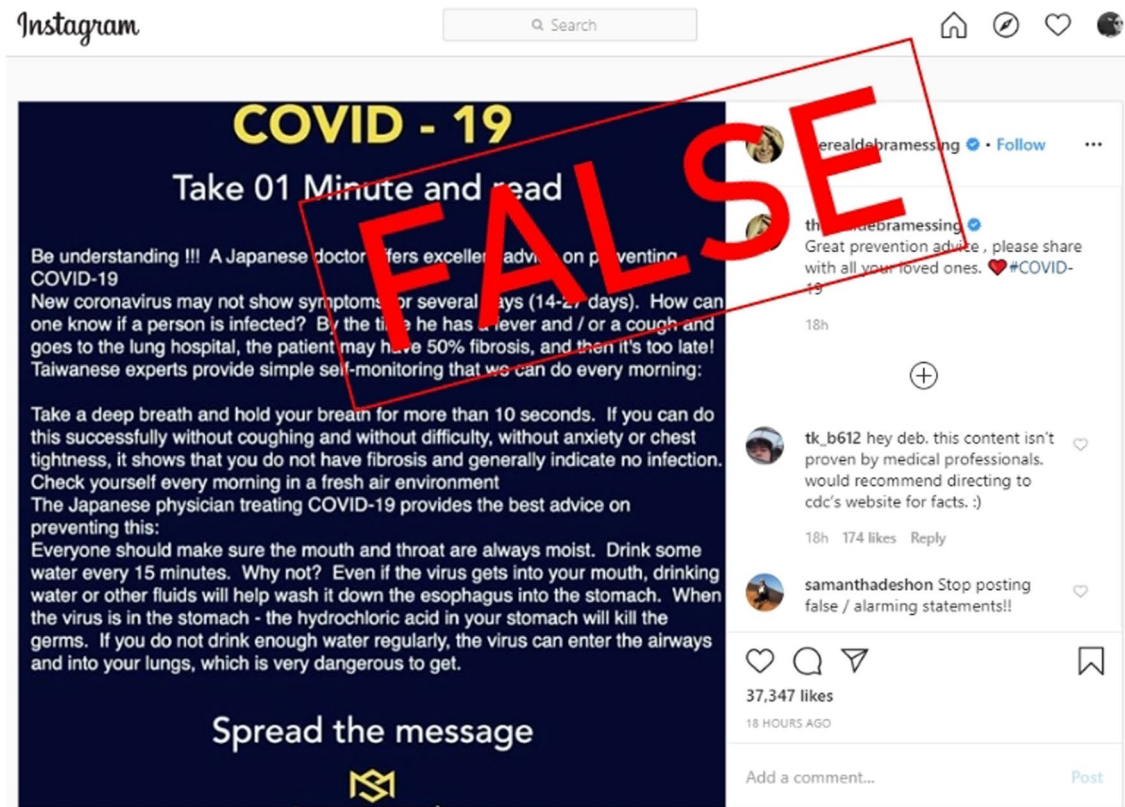 Instagram
Search
COVID - 19
Take 01 Minute and read
Be understanding !!! A Japanese doctor offers excellent advice on preventing
COVID-19
New coronavirus may not show symptoms for several days (14-27 days). How can
one know if a person is infected? By the time he has a fever and / or a cough and
goes to the lung hospital, the patient may have 50% fibrosis, and then it's too late!
Taiwanese experts provide simple self-monitoring that we can do every morning:
Take a deep breath and hold your breath for more than 10 seconds. If you can do
this successfully without coughing and without difficulty, without anxiety or chest
tightness, it shows that you do not have fibrosis and generally indicate no infection.
Check yourself every morning in a fresh air environment
The Japanese physician treating COVID-19 provides the best advice on
preventing this:
Everyone should make sure the mouth and throat are always moist. Drink some
water every 15 minutes. Why not? Even if the virus gets into your mouth, drinking
water or other fluids will help wash it down the esophagus into the stomach. When
the virus is in the stomach - the hydrochloric acid in your stomach will kill the
germs. If you do not drink enough water regularly, the virus can enter the airways
and into your lungs, which is very dangerous to get.
Spread the message
FALSE
therealdebramessing • Follow
therealdebramessing
Great prevention advice , please share
with all your loved ones. ❤️#COVID-
19
18h
tk_b612 hey deb. this content isn't
proven by medical professionals.
would recommend directing to
cdc's website for facts. :)
18h 174 likes Reply
samanthadeshon Stop posting
false / alarming statements!!
37,347 likes
18 HOURS AGO
Add a comment... Post